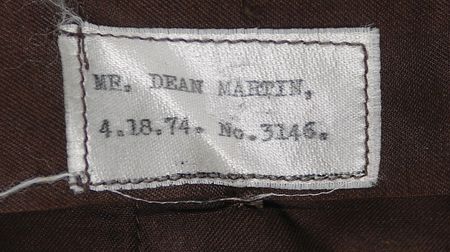 MR. DEAN MARTIN,
4.18.74. No.3146.